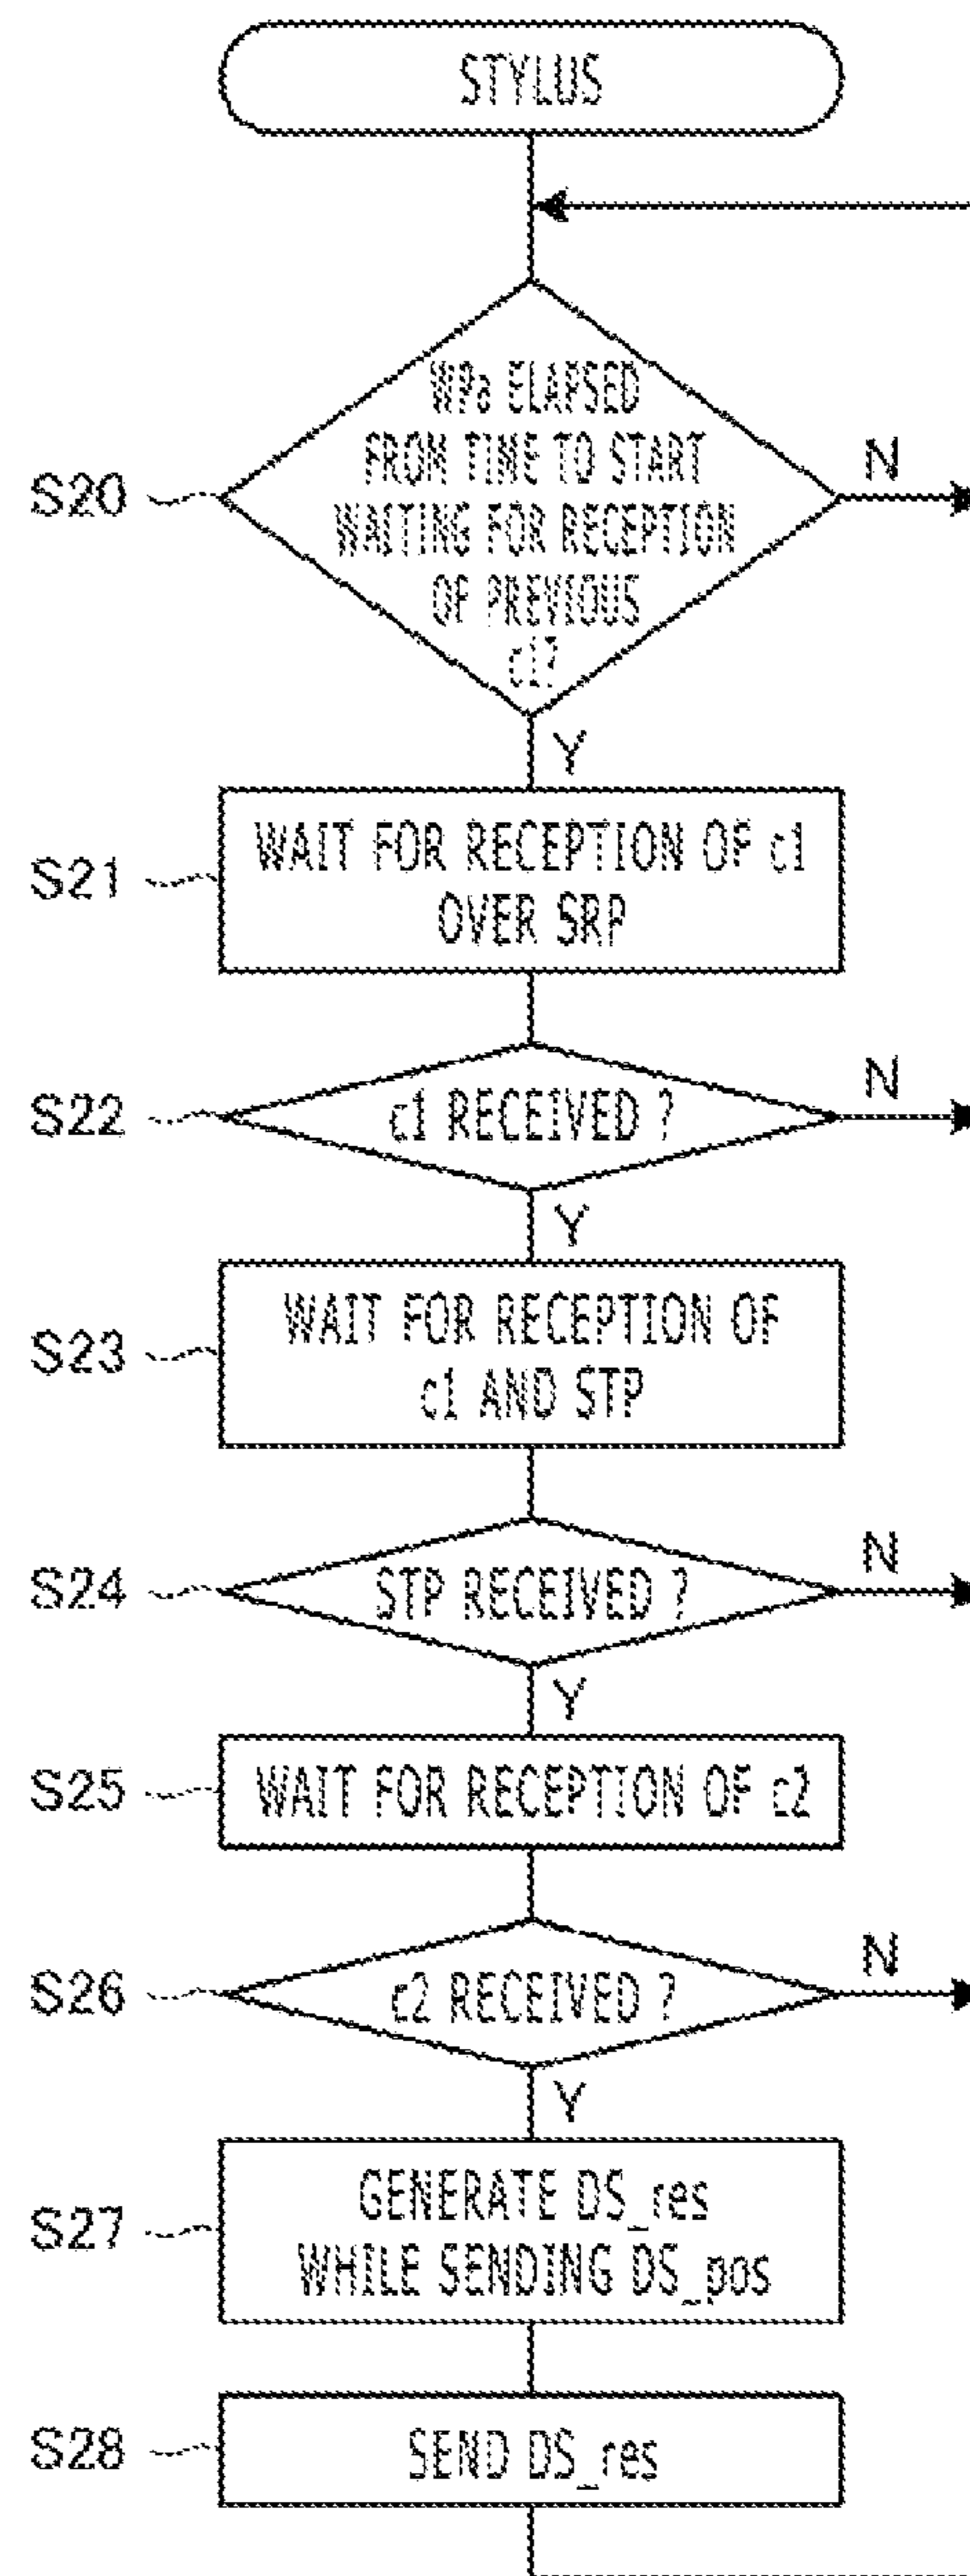 STYLUS
WPa ELAPSED
FROM TIME TO START
WAITING FOR RECEPTION
OF PREVIOUS
c1?
N
S20
Y
WAIT FOR RECEPTION OF c1
OVER SRP
S21
N
S22
c1 RECEIVED ?
Y
WAIT FOR RECEPTION OF
c1 AND STP
S23
N
S24
STP RECEIVED ?
Y
S25
WAIT FOR RECEPTION OF c2
N
S26
c2 RECEIVED ?
Y
GENERATE DS_res
WHILE SENDING DS_pos
S27
S28
SEND DS_res